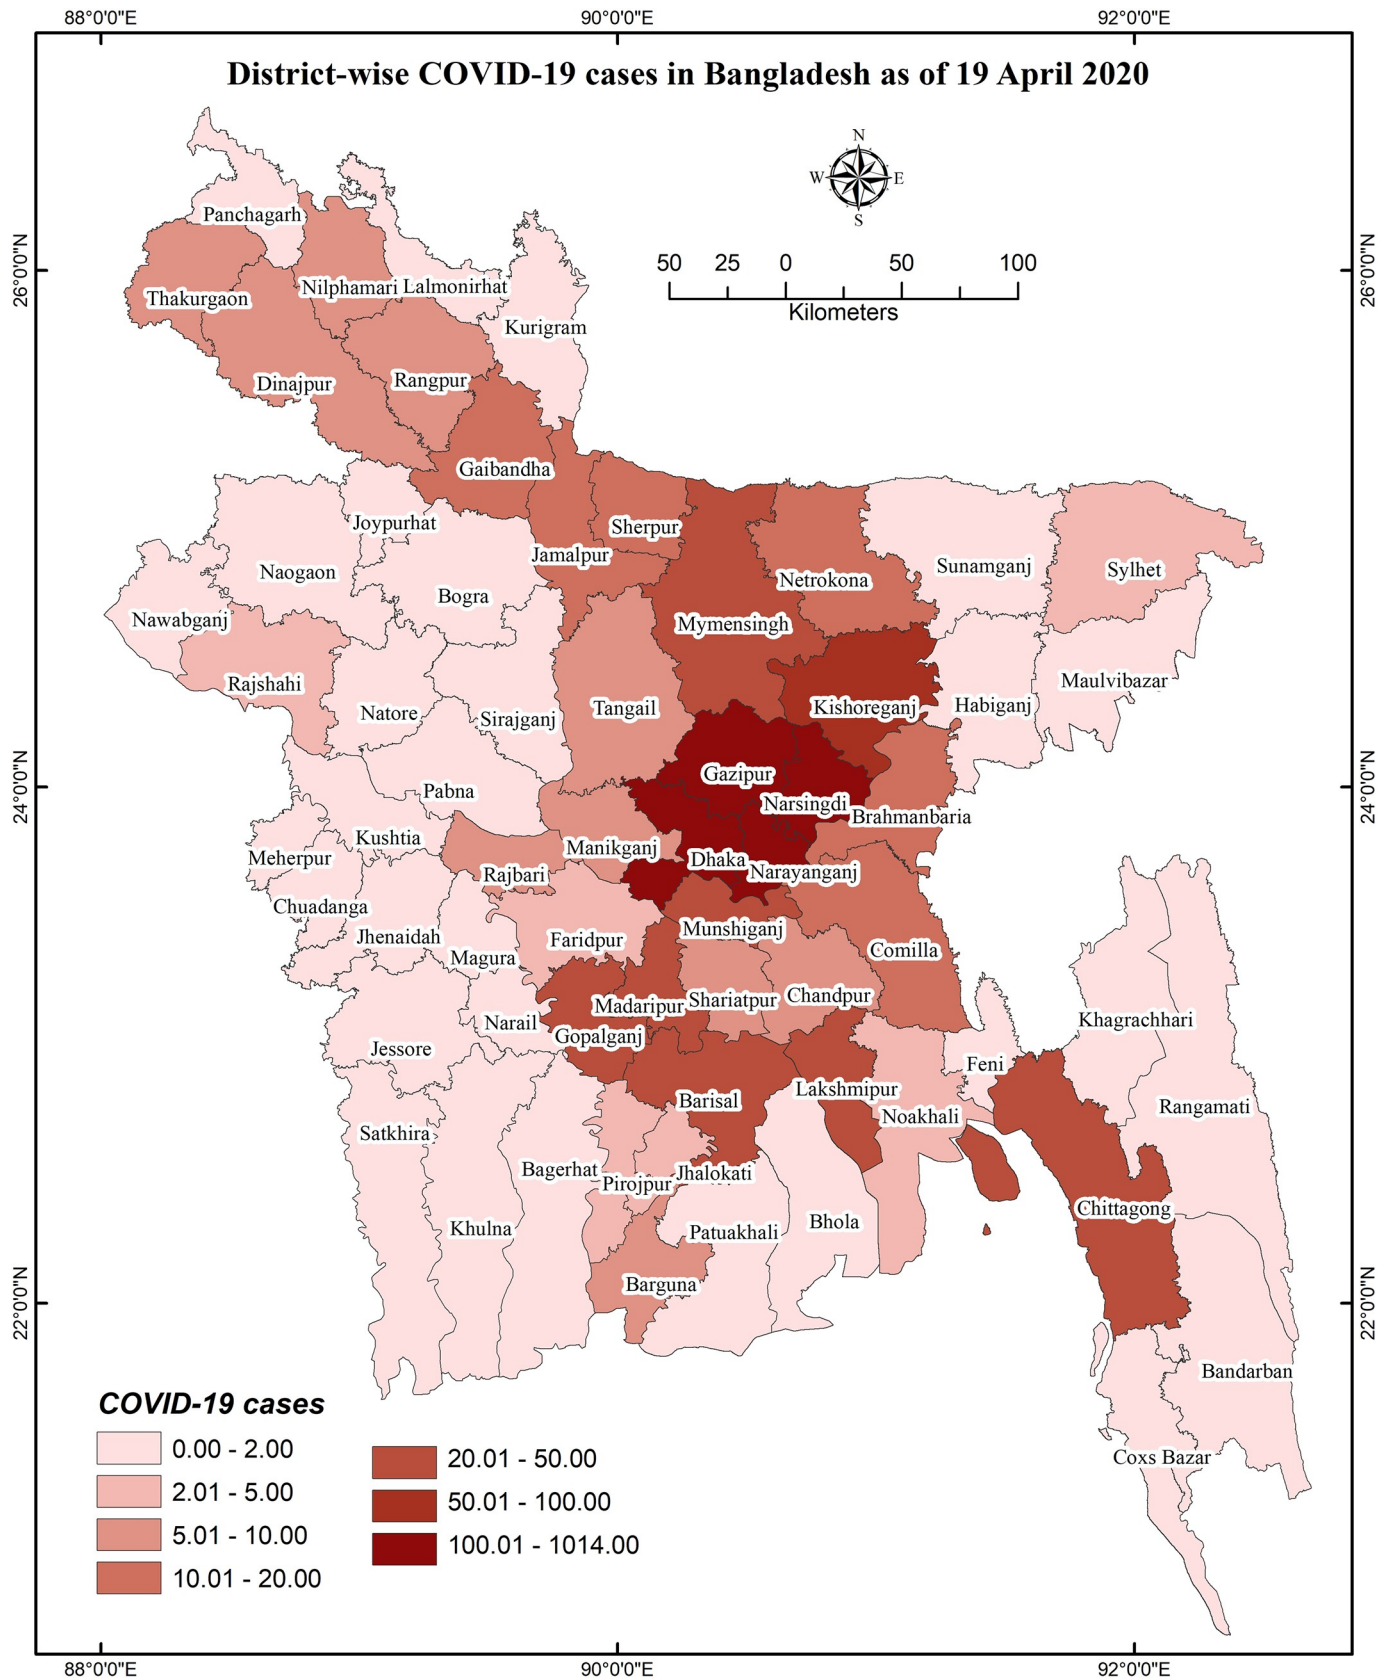 88°0'0"E 90°0'0"E 92°0'0"E
District-wise COVID-19 cases in Bangladesh as of 19 April 2020
N
W E
S
Panchagarh
26°0'0"N 26°0'0"N
50 25 0 50 100
Kilometers
Thakurgaon
Nilphamari
Lalmonirhat
Kurigram
Dinajpur
Rangpur
Gaibandha
Joypurhat
Sherpur
Jamalpur
Naogaon
Netrokona
Sunamganj
Sylhet
Bogra
Nawabganj
Mymensingh
Rajshahi
Maulvibazar
Natore
Sirajganj
Tangail
Kishoreganj
Habiganj
24°0'0"N 24°0'0"N
Gazipur
Pabna
Narsingdi
Brahmanbaria
Kushtia
Meherpur
Manikganj
Dhaka
Rajbari
Narayanganj
Chuadanga
Jhenaidah
Magura
Faridpur
Munshiganj
Comilla
Madaripur
Shariatpur
Chandpur
Narail
Gopalganj
Khagrachhari
Jessore
Feni
Barisal
Lakshmipur
Noakhali
Rangamati
Satkhira
Bagerhat
Pirojpur
Jhalokati
Khulna
Patuakhali
Bhola
Chittagong
Barguna
22°0'0"N 22°0'0"N
Bandarban
Coxs Bazar
COVID-19 cases
0.00 - 2.00
2.01 - 5.00
5.01 - 10.00
10.01 - 20.00
20.01 - 50.00
50.01 - 100.00
100.01 - 1014.00
88°0'0"E 90°0'0"E 92°0'0"E